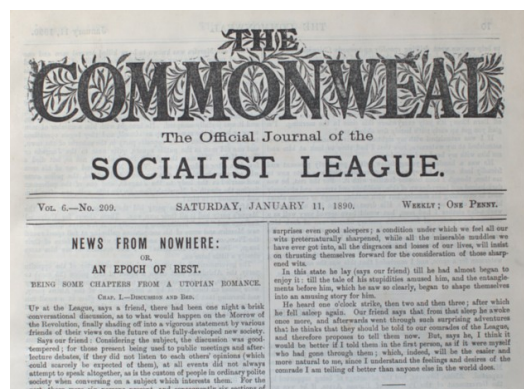 THE
COMMONWEAL
The Official Journal of the
SOCIALIST LEAGUE.
VOL. 6.—No. 209.
SATURDAY, JANUARY 11, 1890.
WEEKLY; ONE PENNY.
NEWS FROM NOWHERE:
OR,
AN EPOCH OF REST.
BEING SOME CHAPTERS FROM A UTOPIAN ROMANCE.
CHAP. I.—DISCUSSION AND BED.
UP at the League, says a friend, there had been one night a brisk
conversational discussion, as to what would happen on the Morrow of
the Revolution, finally shading off into a vigorous statement by various
friends of their views on the future of the fully-developed new society.
Says our friend: Considering the subject, the discussion was good-
tempered; for those present being used to public meetings and after-
lecture debates, if they did not listen to each others' opinions (which
could scarcely be expected of them), at all events did not always
attempt to speak altogether, as is the custom of people in ordinary polite
society when conversing on a subject which interests them. For the
surprises even good sleepers; a condition under which we feel all our
wits preternaturally sharpened, while all the miserable muddles we
have ever got into, all the disgraces and losses of our lives, will insist
on thrusting themselves forward for the consideration of those sharp-
ened wits.
In this state he lay (says our friend) till he had almost begun to
enjoy it: till the tale of his stupidities amused him, and the entangle-
ments before him, which he saw so clearly, began to shape themselves
into an amusing story for him.
He heard one o'clock strike, then two and then three; after which
he fell asleep again. Our friend says that from that sleep he awoke
once more, and afterwards went through such surprising adventures
that he thinks that they should be told to our comrades of the League,
and therefore proposes to tell them now. But, says he, I think it
would be better if I told them in the first person, as if it were myself
who had gone through them; which, indeed, will be the easier and
more natural to me, since I understand the feelings and desires of the
comrade I am telling of better than anyone else in the world does.